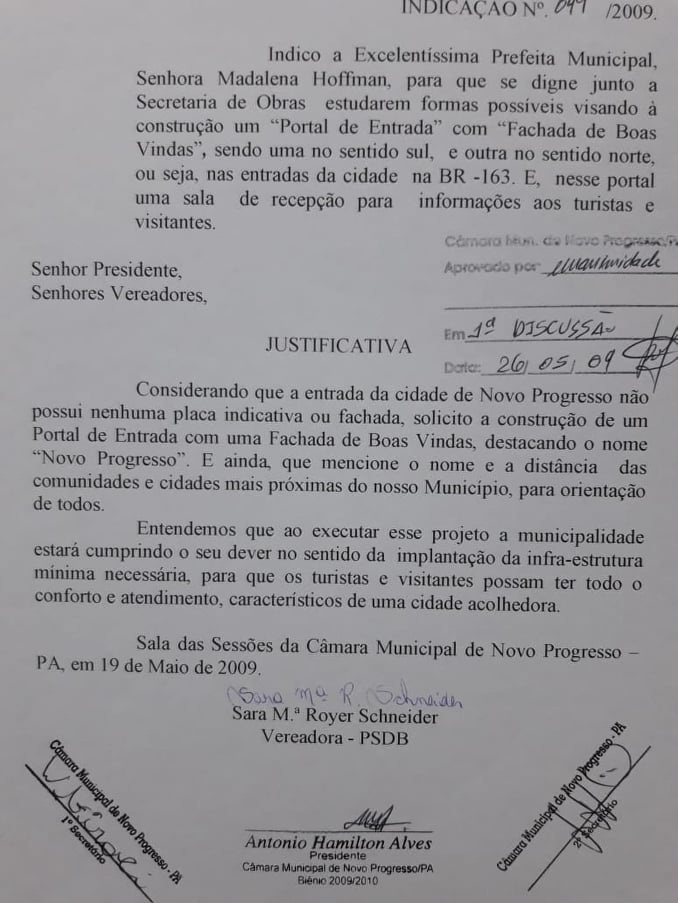 INDICAÇÃO Nº. 044 /2009.
Indico a Excelentíssima Prefeita Municipal,
Senhora Madalena Hoffman, para que se digne junto a
Secretaria de Obras estudarem formas possíveis visando à
construção um “Portal de Entrada” com “Fachada de Boas
Vindas”, sendo uma no sentido sul, e outra no sentido norte,
ou seja, nas entradas da cidade na BR -163. E, nesse portal
uma sala de recepção para informações aos turistas e
visitantes.
Câmara Mun. de Novo Progresso/P
Aprovado por unanimidade
Em 1ª DISCUSSÃO
Data: 26/05/09
Senhor Presidente,
Senhores Vereadores,
JUSTIFICATIVA
Considerando que a entrada da cidade de Novo Progresso não
possui nenhuma placa indicativa ou fachada, solicito a construção de um
Portal de Entrada com uma Fachada de Boas Vindas, destacando o nome
“Novo Progresso”. E ainda, que mencione o nome e a distância das
comunidades e cidades mais próximas do nosso Município, para orientação
de todos.
Entendemos que ao executar esse projeto a municipalidade
estará cumprindo o seu dever no sentido da implantação da infra-estrutura
mínima necessária, para que os turistas e visitantes possam ter todo o
conforto e atendimento, característicos de uma cidade acolhedora.
Sala das Sessões da Câmara Municipal de Novo Progresso –
PA, em 19 de Maio de 2009.
Sara Mª R. Schneider
Sara M.ª Royer Schneider
Vereadora - PSDB
Câmara Municipal de Novo Progresso - PA
1º Secretário
Antonio Hamilton Alves
Presidente
Câmara Municipal de Novo Progresso/PA
Biênio 2009/2010
Câmara Municipal de Novo Progresso - PA
2º Secretário